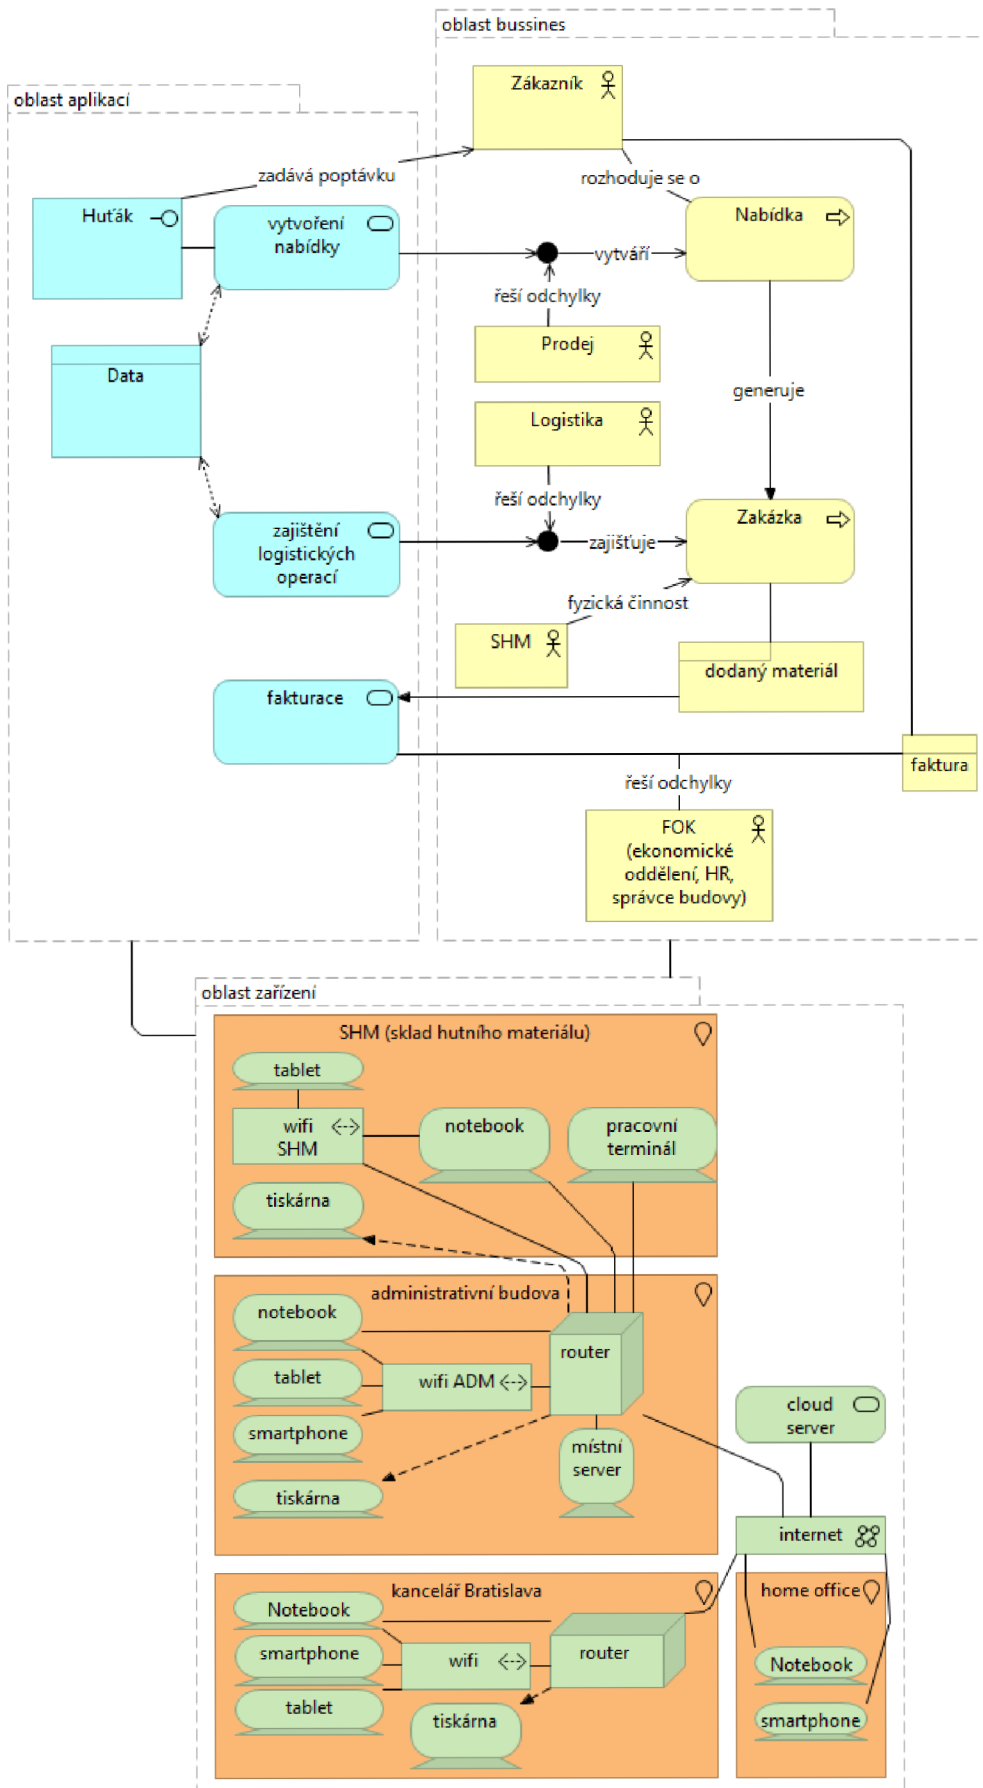 oblast bussines
Zákazník
oblast aplikací
zadává poptávku
rozhoduje se o
Huťák
vytvoření
nabídky
Nabídka
vytváří
řeší odchylky
Prodej
Data
generuje
Logistika
řeší odchylky
zajištění
logistických
operací
zajišťuje
Zakázka
fyzická činnost
SHM
dodaný materiál
fakturace
faktura
řeší odchylky
FOK
(ekonomické
oddělení, HR,
správce budovy)
oblast zařízení
SHM (sklad hutního materiálu)
tablet
wifi
SHM
notebook
pracovní
terminál
tiskárna
administrativní budova
notebook
router
tablet
wifi ADM
smartphone
místní
server
tiskárna
cloud
server
internet
kancelář Bratislava
Notebook
smartphone
wifi
router
tablet
tiskárna
home office
Notebook
smartphone